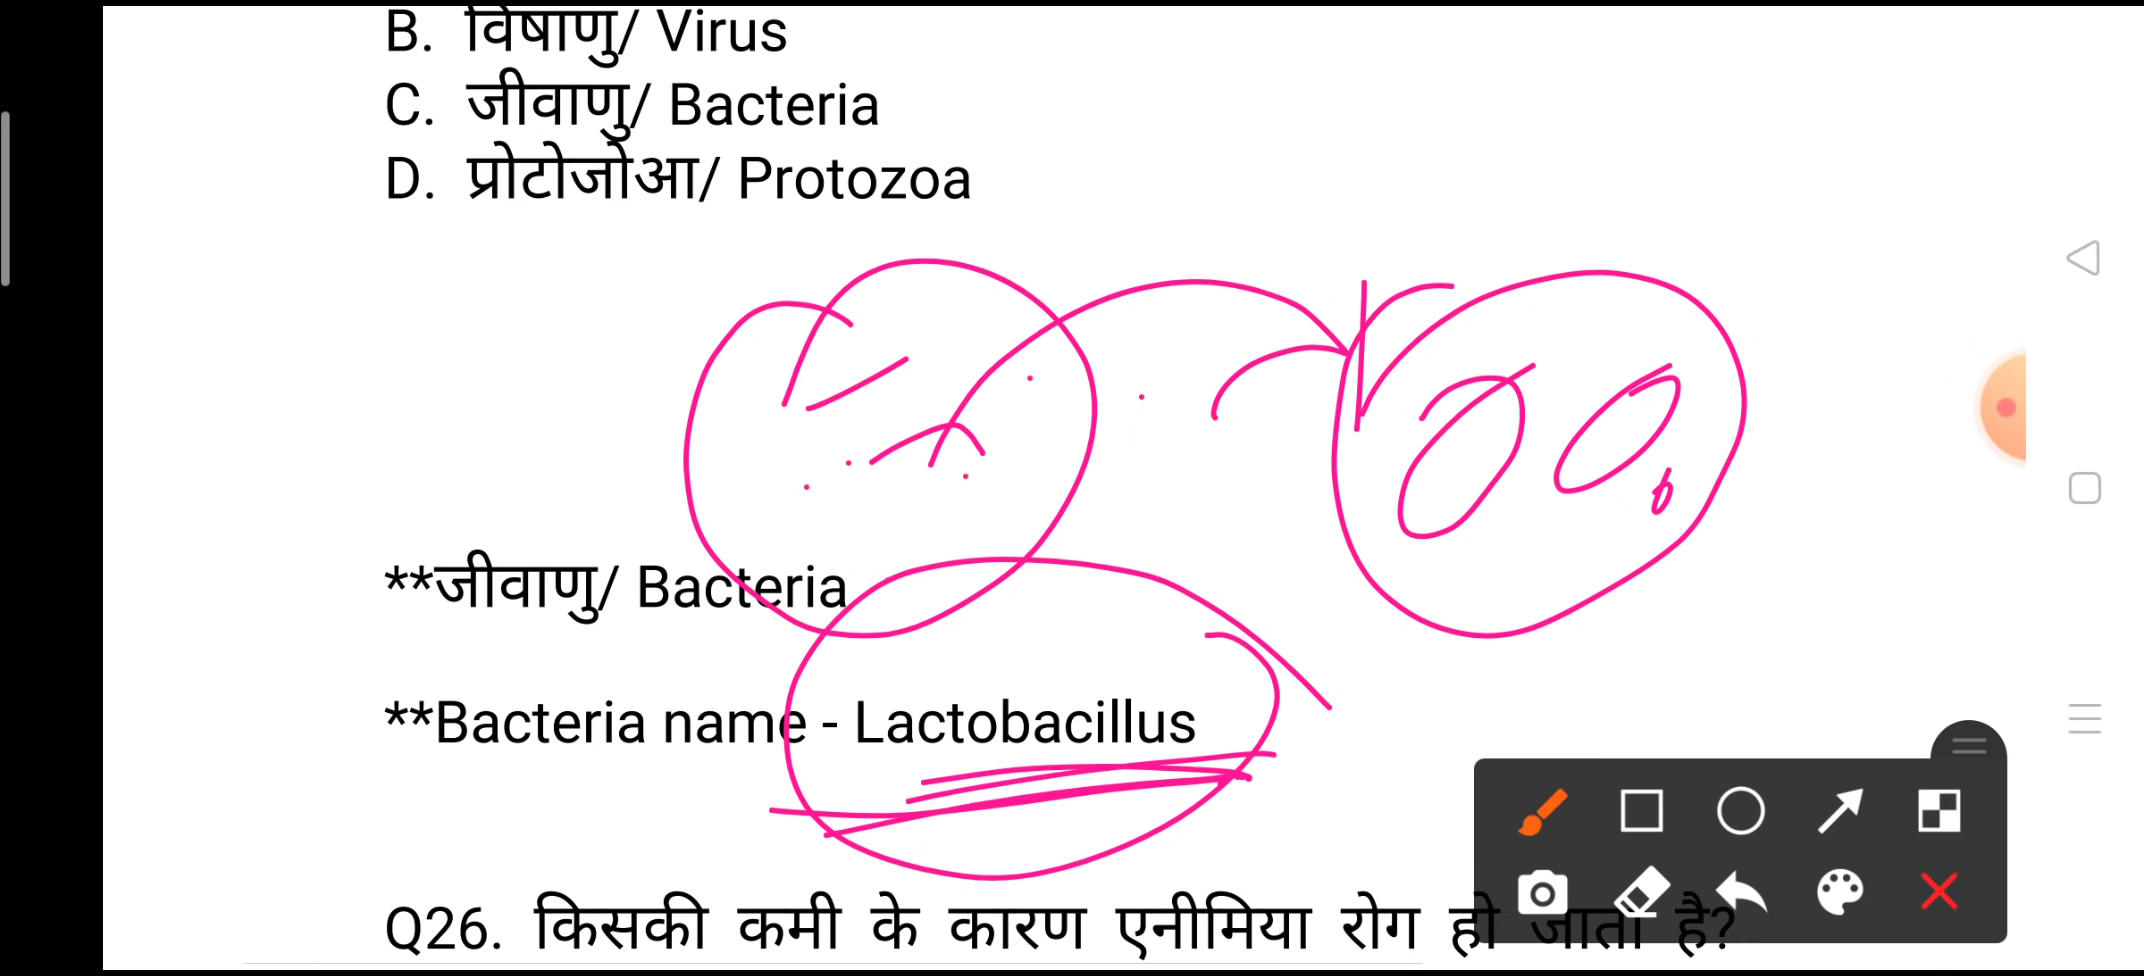 B. विषाणु/ Virus
C. जीवाणु/ Bacteria
D. प्रोटोजोआ/ Protozoa
**जीवाणु/ Bacteria
**Bacteria name - Lactobacillus
Q26. किसकी कमी के कारण एनीमिया रोग हो जाता है?